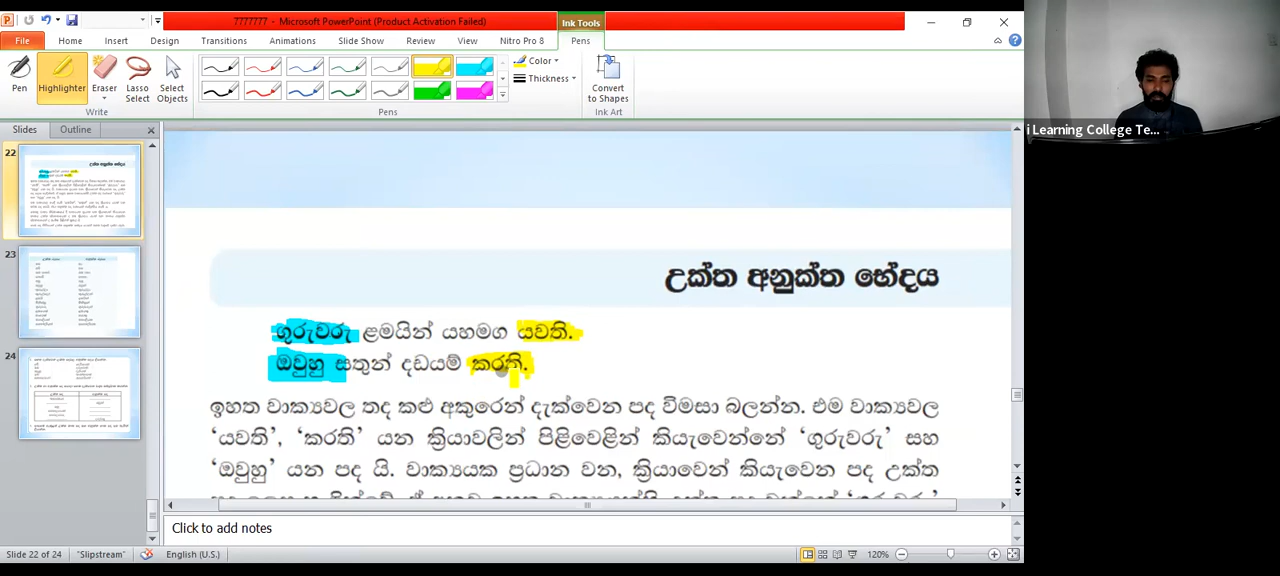 7777777 - Microsoft PowerPoint (Product Activation Failed)
Ink Tools
File Home Insert Design Transitions Animations Slide Show Review View Nitro Pro 8 Pens
Pen Highlighter Eraser Lasso Select Select Objects
Color
Thickness
Convert to Shapes
Write Pens Ink Art
Slides Outline
22
23
24
උක්ත අනුක්ත භේදය
ගුරුවරු ළමයින් යහමග යවති.
ඔවුහු සතුන් දඩයම් කරති.
ඉහත වාක්‍යවල තද කළු අකුරෙන් දැක්වෙන පද විමසා බලන්න. එම වාක්‍යවල
‘යවති’, ‘කරති’ යන ක්‍රියාවලින් පිළිවෙළින් කියැවෙන්නේ ‘ගුරුවරු’ සහ
‘ඔවුහු’ යන පද යි. වාක්‍යයක ප්‍රධාන වන, ක්‍රියාවෙන් කියැවෙන පද උක්ත
Click to add notes
Slide 22 of 24 "Slipstream" English (U.S.) 120%
i Learning College Te...